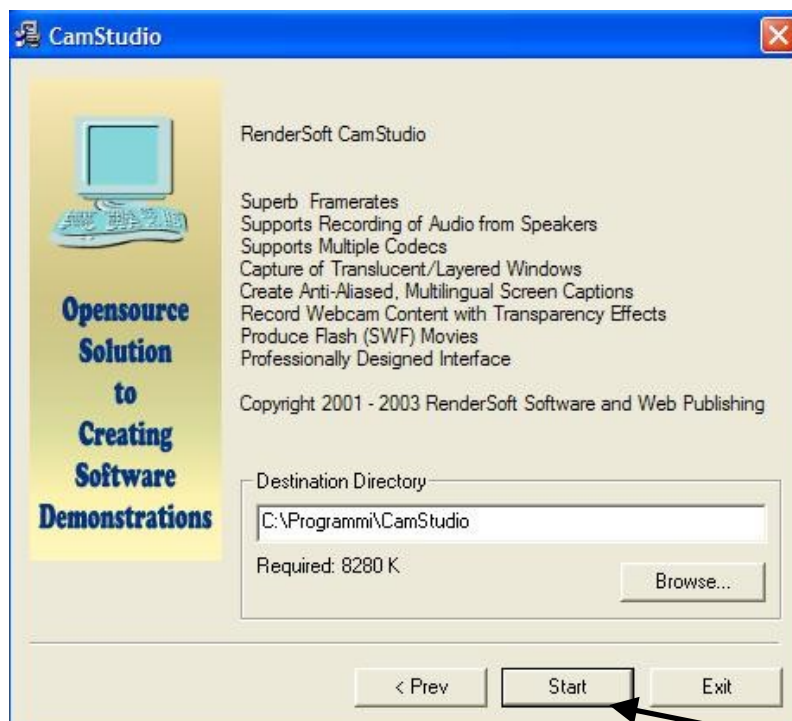 CamStudio
RenderSoft CamStudio
Superb Framerates
Supports Recording of Audio from Speakers
Supports Multiple Codecs
Capture of Translucent/Layered Windows
Create Anti-Aliased, Multilingual Screen Captions
Record Webcam Content with Transparency Effects
Produce Flash (SWF) Movies
Professionally Designed Interface
Copyright 2001 - 2003 RenderSoft Software and Web Publishing
Opensource
Solution
to
Creating
Software
Demonstrations
Destination Directory
C:\Programmi\CamStudio
Required: 8280 K
Browse...
< Prev
Start
Exit